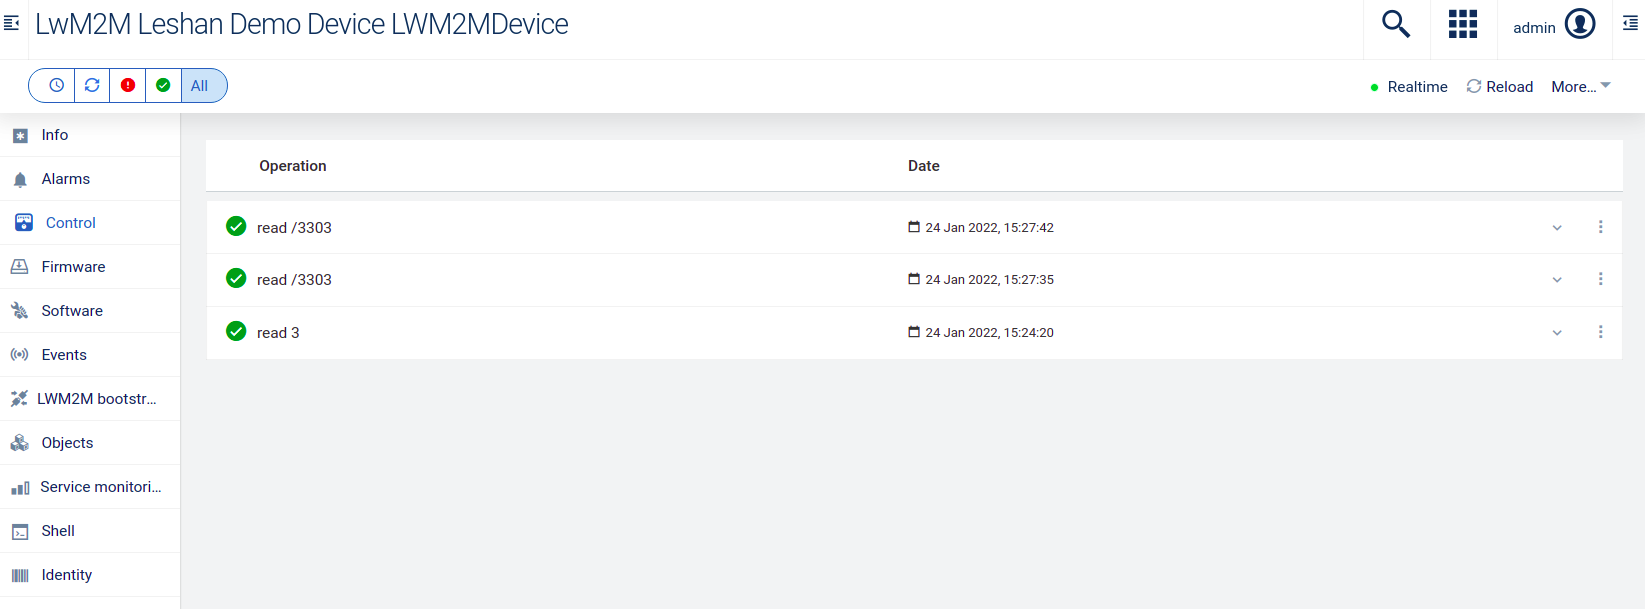 LwM2M Leshan Demo Device LWM2MDevice
admin
All
Realtime
Reload
More...
Info
Alarms
Control
Firmware
Software
Events
LWM2M bootstr...
Objects
Service monitori...
Shell
Identity
Operation Date
read /3303 24 Jan 2022, 15:27:42
read /3303 24 Jan 2022, 15:27:35
read 3 24 Jan 2022, 15:24:20